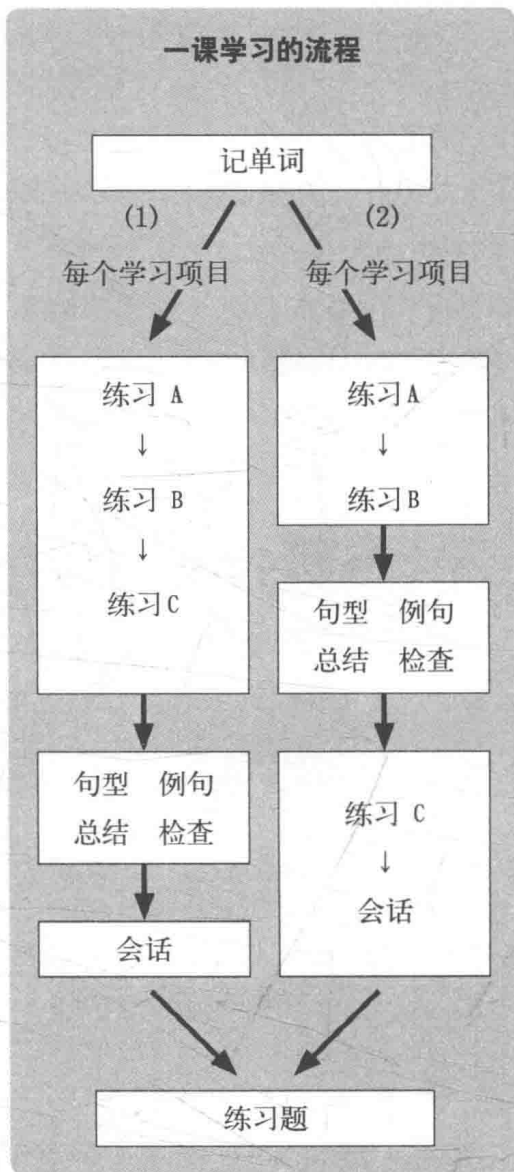 一课学习的流程
记单词
(1)
(2)
每个学习项目
每个学习项目
练习 A
↓
练习 B
↓
练习 C
句型 例句
总结 检查
会话
练习 A
↓
练习 B
句型 例句
总结 检查
练习 C
↓
会话
练习题